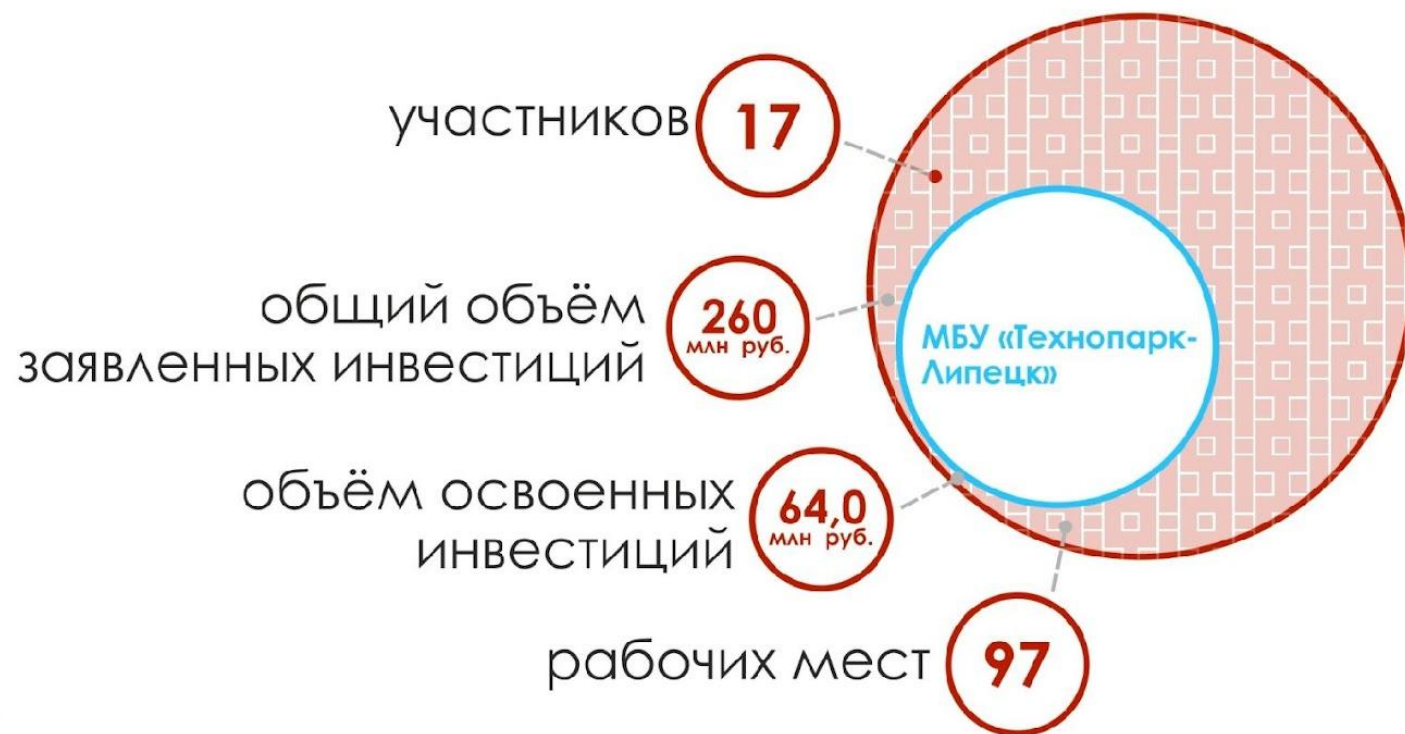 участников
17
общий объём
заявленных инвестиций
260
млн руб.
МБУ «Технопарк-
Липецк»
объём освоенных
инвестиций
64,0
млн руб.
рабочих мест
97